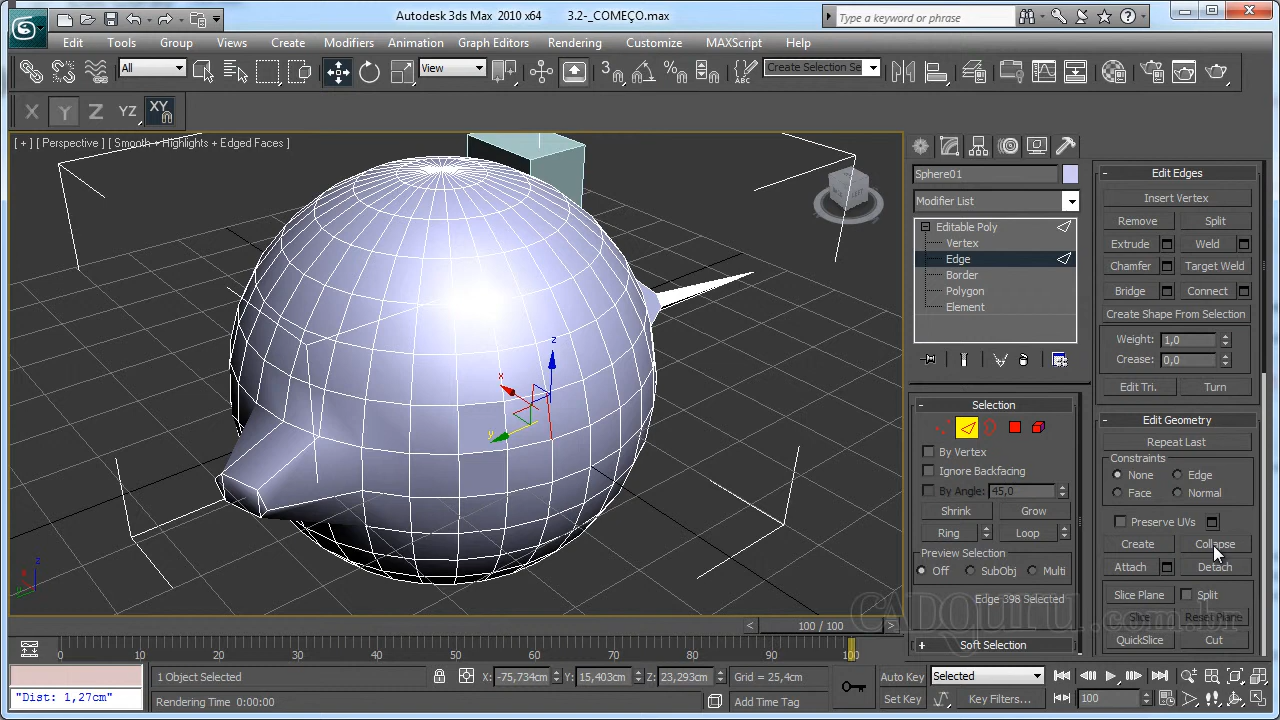 Autodesk 3ds Max 2010 x64 3.2-_COMEÇO.max
Type a keyword or phrase
Edit Tools Group Views Create Modifiers Animation Graph Editors Rendering Customize MAXScript Help
All View Create Selection Se
X Y Z YZ XY
[ + ] [ Perspective ] [ Smooth + Highlights + Edged Faces ]
Sphere01
Modifier List
Editable Poly
Vertex
Edge
Border
Polygon
Element
Selection
By Vertex
Ignore Backfacing
By Angle: 45,0
Shrink Grow
Ring Loop
Preview Selection
Off SubObj Multi
Edge 398 Selected
Soft Selection
Edit Edges
Insert Vertex
Remove Split
Extrude Weld
Chamfer Target Weld
Bridge Connect
Create Shape From Selection
Weight: 1,0
Crease: 0,0
Edit Tri. Turn
Edit Geometry
Repeat Last
Constraints
None Edge
Face Normal
Preserve UVs
Create Collapse
Attach Detach
Slice Plane Split
Slice Reset Plane
QuickSlice Cut
z
x
y
z
100 / 100
0 10 20 30 40 50 60 70 80 90 100
1 Object Selected X: -75,734cm Y: 15,403cm Z: 23,293cm Grid = 25,4cm Auto Key Selected
"Dist: 1,27cm" Rendering Time 0:00:00 Add Time Tag Set Key Key Filters... 100